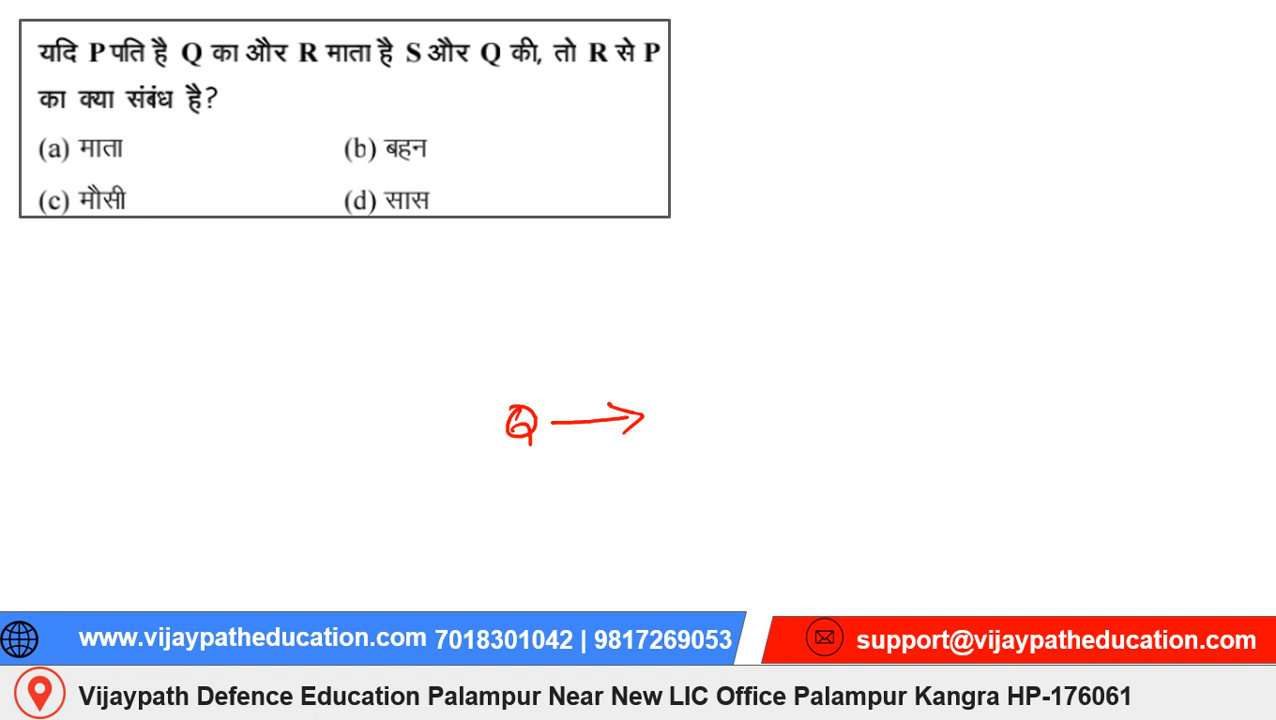 यदि P पति है Q का और R माता है S और Q की, तो R से P
का क्या संबंध है?
(a) माता (b) बहन
(c) मौसी (d) सास
Q →
www.vijaypatheducation.com 7018301042 | 9817269053 support@vijaypatheducation.com
Vijaypath Defence Education Palampur Near New LIC Office Palampur Kangra HP-176061